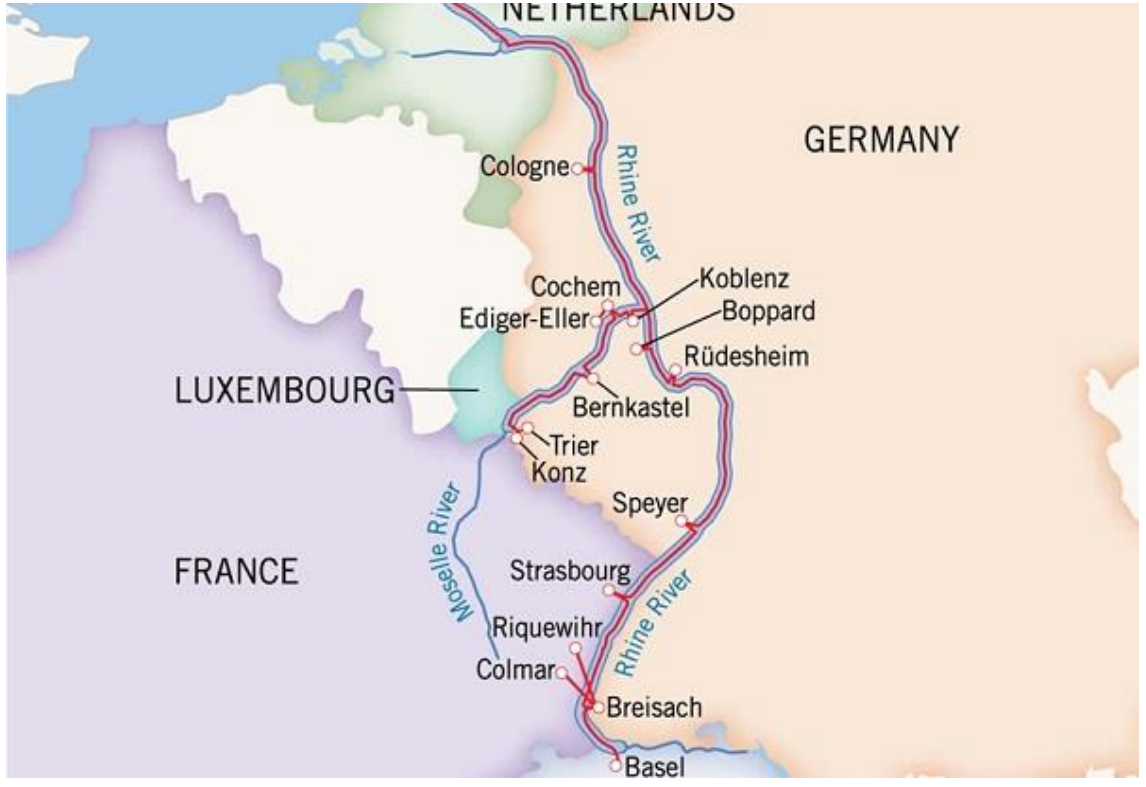 NETHERLANDS
GERMANY
Cologne
Rhine River
Koblenz
Cochem
Boppard
Ediger-Eller
Rüdesheim
LUXEMBOURG
Bernkastel
Trier
Konz
Speyer
Moselle River
FRANCE
Strasbourg
Rhine River
Riquewihr
Colmar
Breisach
Basel